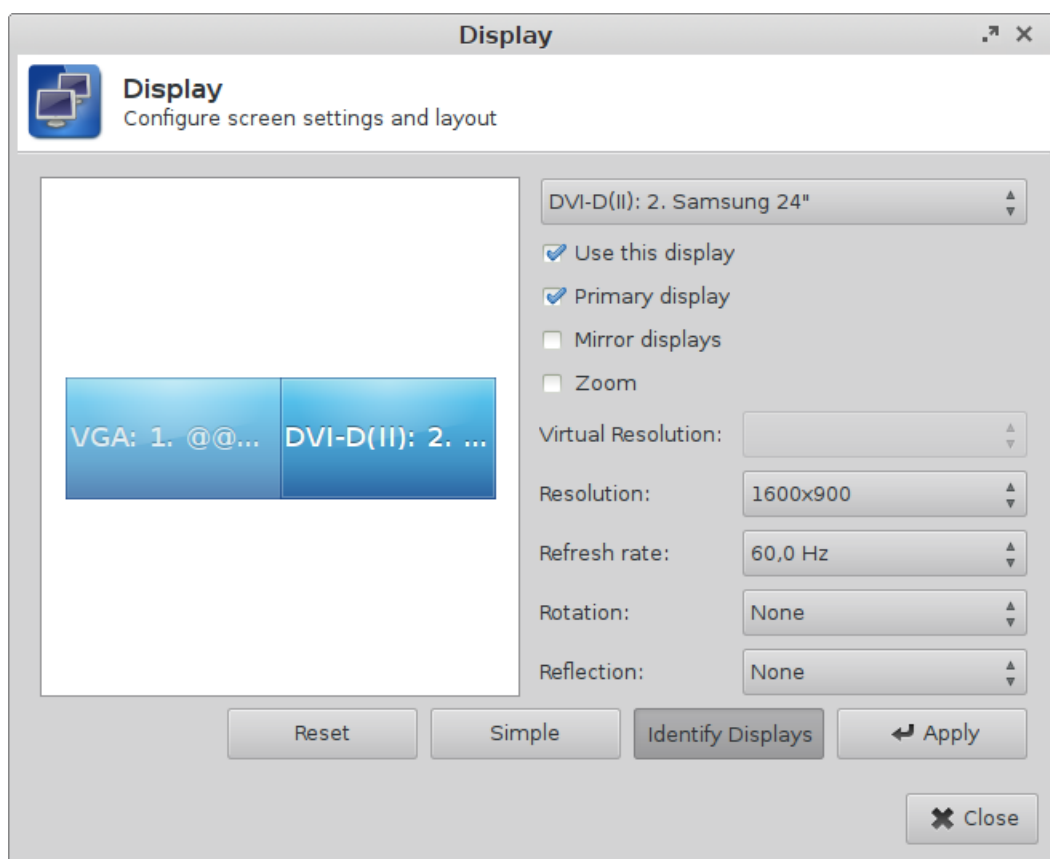 Display
Display
Configure screen settings and layout
VGA: 1. @@...
DVI-D(II): 2. ...
DVI-D(II): 2. Samsung 24"
Use this display
Primary display
Mirror displays
Zoom
Virtual Resolution:
Resolution: 1600x900
Refresh rate: 60,0 Hz
Rotation: None
Reflection: None
Reset Simple Identify Displays Apply
Close